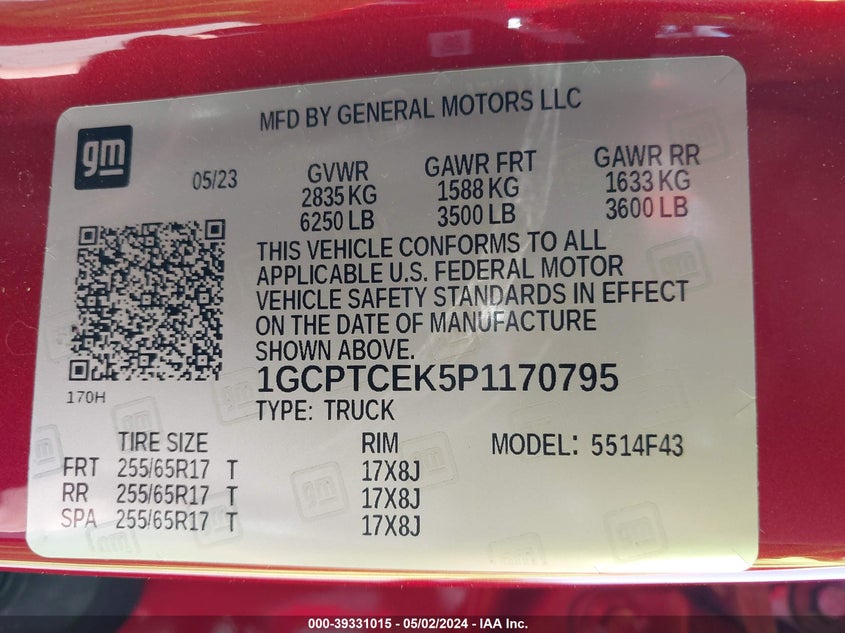 MFD BY GENERAL MOTORS LLC
gm
05/23
GVWR GAWR FRT GAWR RR
2835 KG 1588 KG 1633 KG
6250 LB 3500 LB 3600 LB
THIS VEHICLE CONFORMS TO ALL
APPLICABLE U.S. FEDERAL MOTOR
VEHICLE SAFETY STANDARDS IN EFFECT
ON THE DATE OF MANUFACTURE
SHOWN ABOVE.
1GCPTCEK5P1170795
170H
TYPE: TRUCK
TIRE SIZE RIM MODEL: 5514F43
FRT 255/65R17 T 17X8J
RR 255/65R17 T 17X8J
SPA 255/65R17 T 17X8J
000-39331015 - 05/02/2024 - IAA Inc.